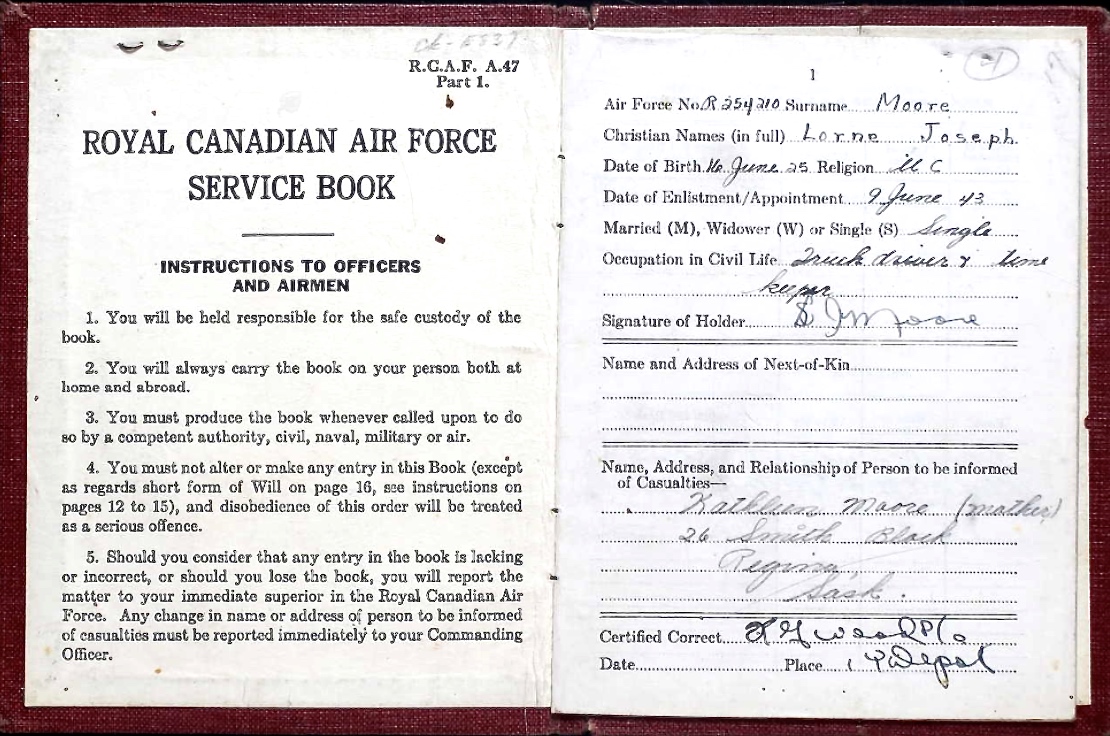 R.C.A.F. A.47
Part 1.
ROYAL CANADIAN AIR FORCE
SERVICE BOOK
INSTRUCTIONS TO OFFICERS
AND AIRMEN
1. You will be held responsible for the safe custody of the
book.
2. You will always carry the book on your person both at
home and abroad.
3. You must produce the book whenever called upon to do
so by a competent authority, civil, naval, military or air.
4. You must not alter or make any entry in this Book (except
as regards short form of Will on page 16, see instructions on
pages 12 to 15), and disobedience of this order will be treated
as a serious offence.
5. Should you consider that any entry in the book is lacking
or incorrect, or should you lose the book, you will report the
matter to your immediate superior in the Royal Canadian Air
Force. Any change in name or address of person to be informed
of casualties must be reported immediately to your Commanding
Officer.
1
Air Force No. R 254210 Surname Moore
Christian Names (in full) Lorne Joseph
Date of Birth 16 June 25 Religion U C
Date of Enlistment/Appointment 9 June 43
Married (M), Widower (W) or Single (S) Single
Occupation in Civil Life Truck driver & time
keeper
Signature of Holder J Moore
Name and Address of Next-of-Kin
Name, Address, and Relationship of Person to be informed
of Casualties—
Kathleen Moore (mother)
26 Smith Block
Regina
Sask.
Certified Correct
Date Place Depot